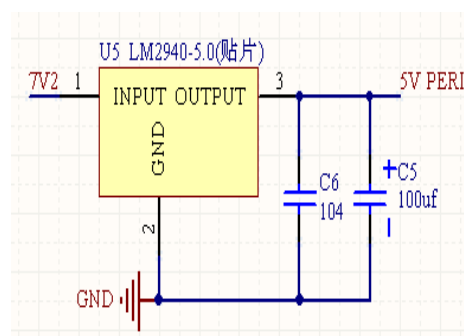 U5 LM2940-5.0(贴片)
7V2 1 INPUT OUTPUT 3 5V PERI
GND
2
C6
104
+C5
100uf
GND